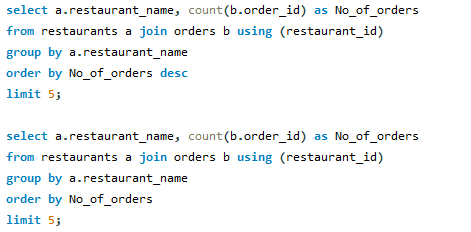 select a.restaurant_name, count(b.order_id) as No_of_orders
from restaurants a join orders b using (restaurant_id)
group by a.restaurant_name
order by No_of_orders desc
limit 5;

select a.restaurant_name, count(b.order_id) as No_of_orders
from restaurants a join orders b using (restaurant_id)
group by a.restaurant_name
order by No_of_orders
limit 5;